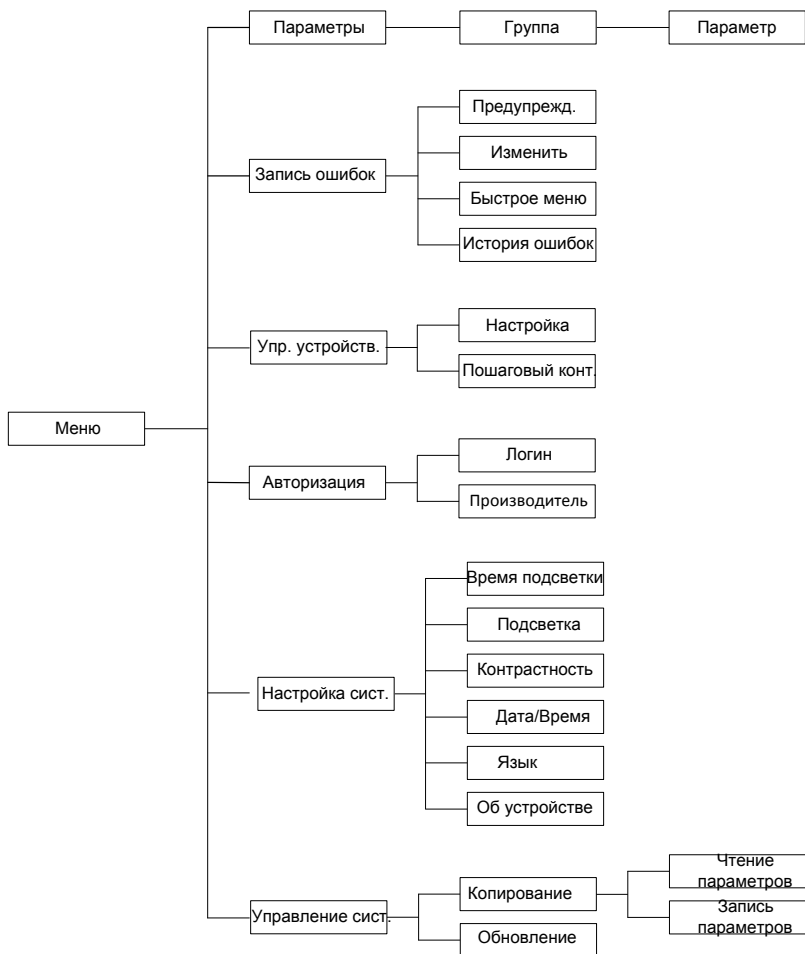 Параметры
Группа
Параметр
Предупрежд.
Изменить
Запись ошибок
Быстрое меню
История ошибок
Настройка
Упр. устройств.
Пошаговый конт.
Меню
Логин
Авторизация
Производитель
Время подсветки
Подсветка
Контрастность
Настройка сист.
Дата/Время
Язык
Об устройстве
Чтение
параметров
Копирование
Запись
параметров
Управление сист.
Обновление